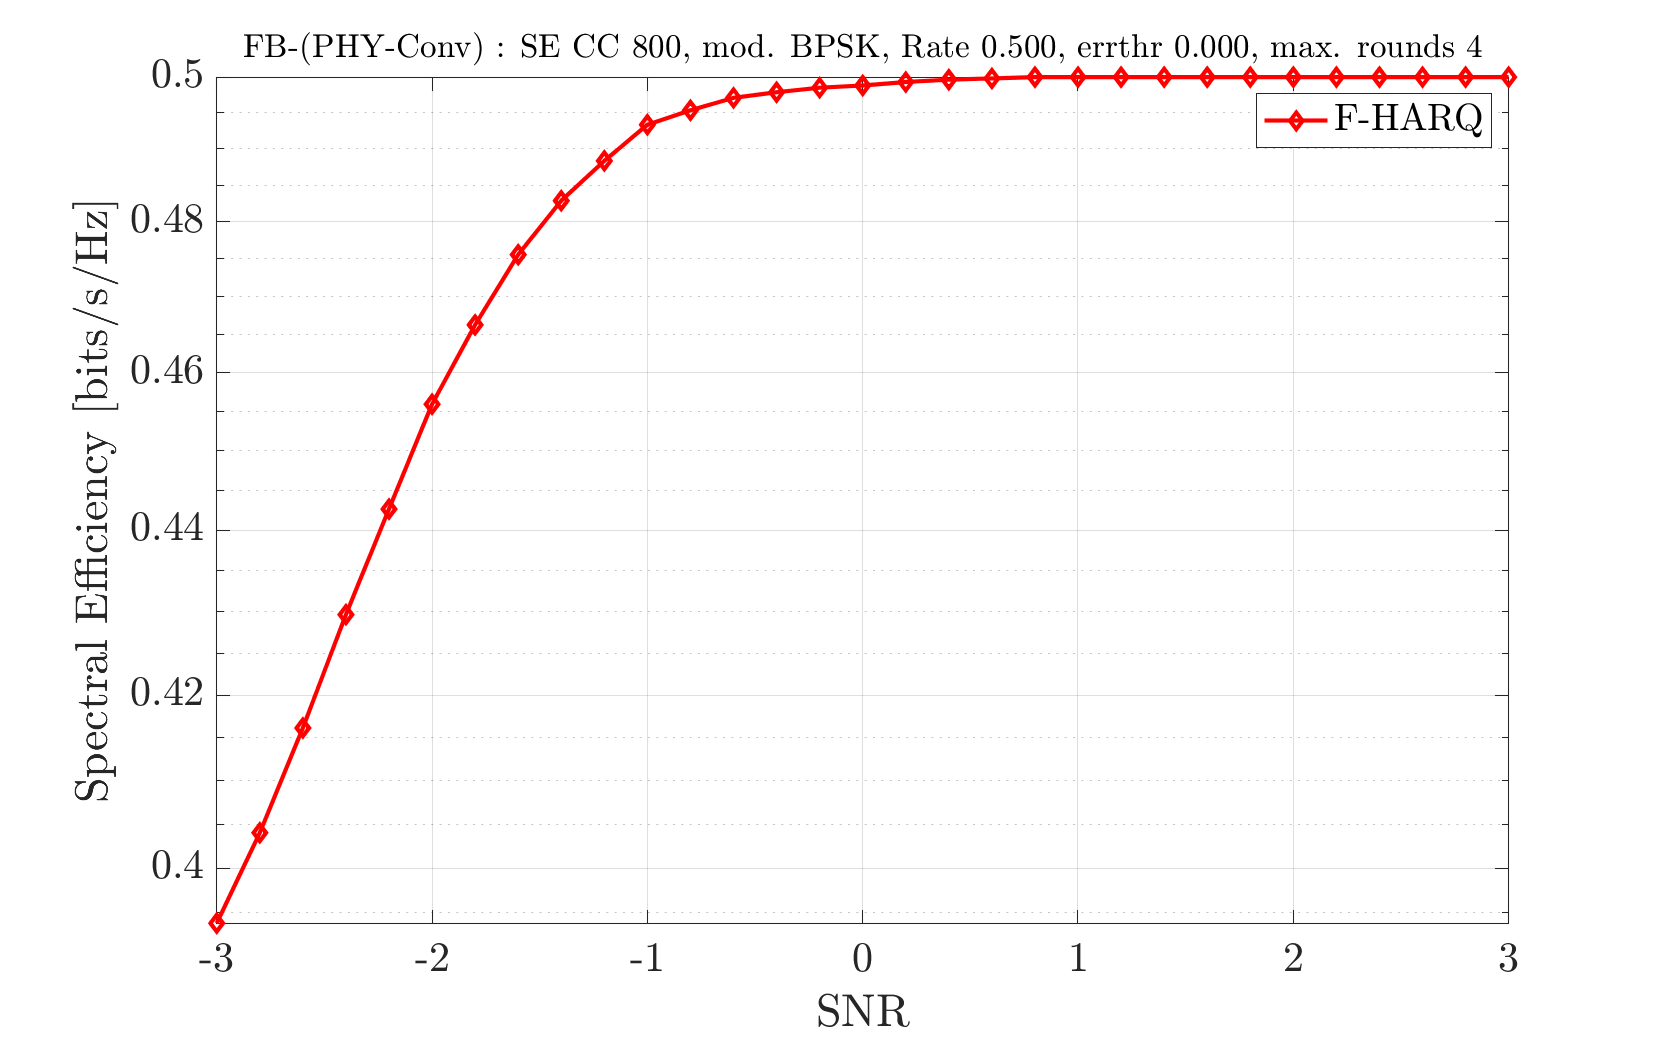 FB-(PHY-Conv) : SE CC 800, mod. BPSK, Rate 0.500, errthr 0.000, max. rounds 4
0.5
0.48
0.46
0.44
0.42
0.4
Spectral Efficiency [bits/s/Hz]
F-HARQ
-3 -2 -1 0 1 2 3
SNR